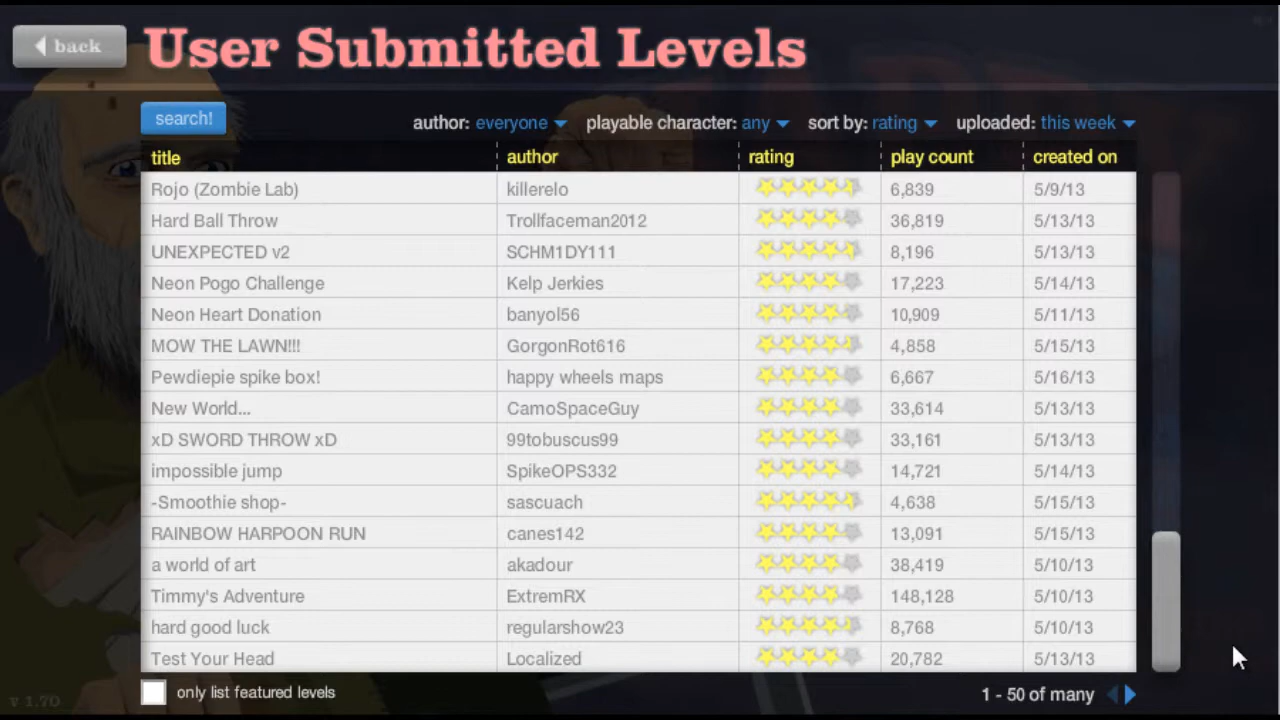 back
User Submitted Levels
search!
author: everyone playable character: any sort by: rating uploaded: this week
title author rating play count created on
Rojo (Zombie Lab) killerelo 6,839 5/9/13
Hard Ball Throw Trollfaceman2012 36,819 5/13/13
UNEXPECTED v2 SCHM1DY111 8,196 5/13/13
Neon Pogo Challenge Kelp Jerkies 17,223 5/14/13
Neon Heart Donation banyol56 10,909 5/11/13
MOW THE LAWN!!! GorgonRot616 4,858 5/15/13
Pewdiepie spike box! happy wheels maps 6,667 5/16/13
New World... CamoSpaceGuy 33,614 5/13/13
xD SWORD THROW xD 99tobuscus99 33,161 5/13/13
impossible jump SpikeOPS332 14,721 5/14/13
-Smoothie shop- sascuach 4,638 5/15/13
RAINBOW HARPOON RUN canes142 13,091 5/15/13
a world of art akadour 38,419 5/10/13
Timmy's Adventure ExtremRX 148,128 5/10/13
hard good luck regularshow23 8,768 5/10/13
Test Your Head Localized 20,782 5/13/13
only list featured levels 1 - 50 of many
v 1.70